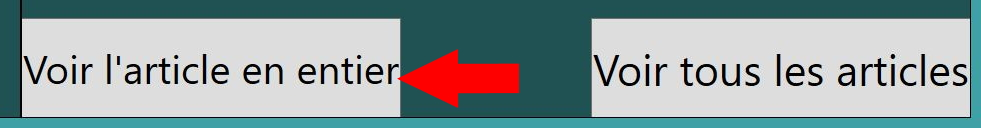 Voir l'article en entier
Voir tous les articles